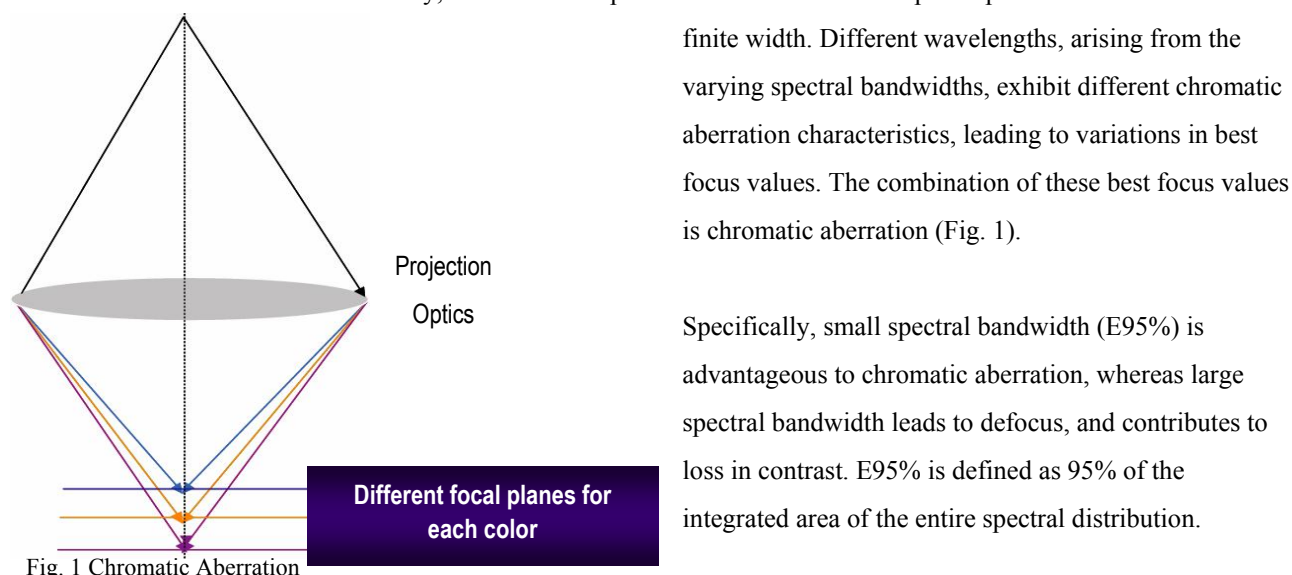 finite width. Different wavelengths, arising from the
varying spectral bandwidths, exhibit different chromatic
aberration characteristics, leading to variations in best
focus values. The combination of these best focus values
is chromatic aberration (Fig. 1).
Projection
Optics
Specifically, small spectral bandwidth (E95%) is
advantageous to chromatic aberration, whereas large
spectral bandwidth leads to defocus, and contributes to
loss in contrast. E95% is defined as 95% of the
integrated area of the entire spectral distribution.
Different focal planes for
each color
Fig. 1 Chromatic Aberration